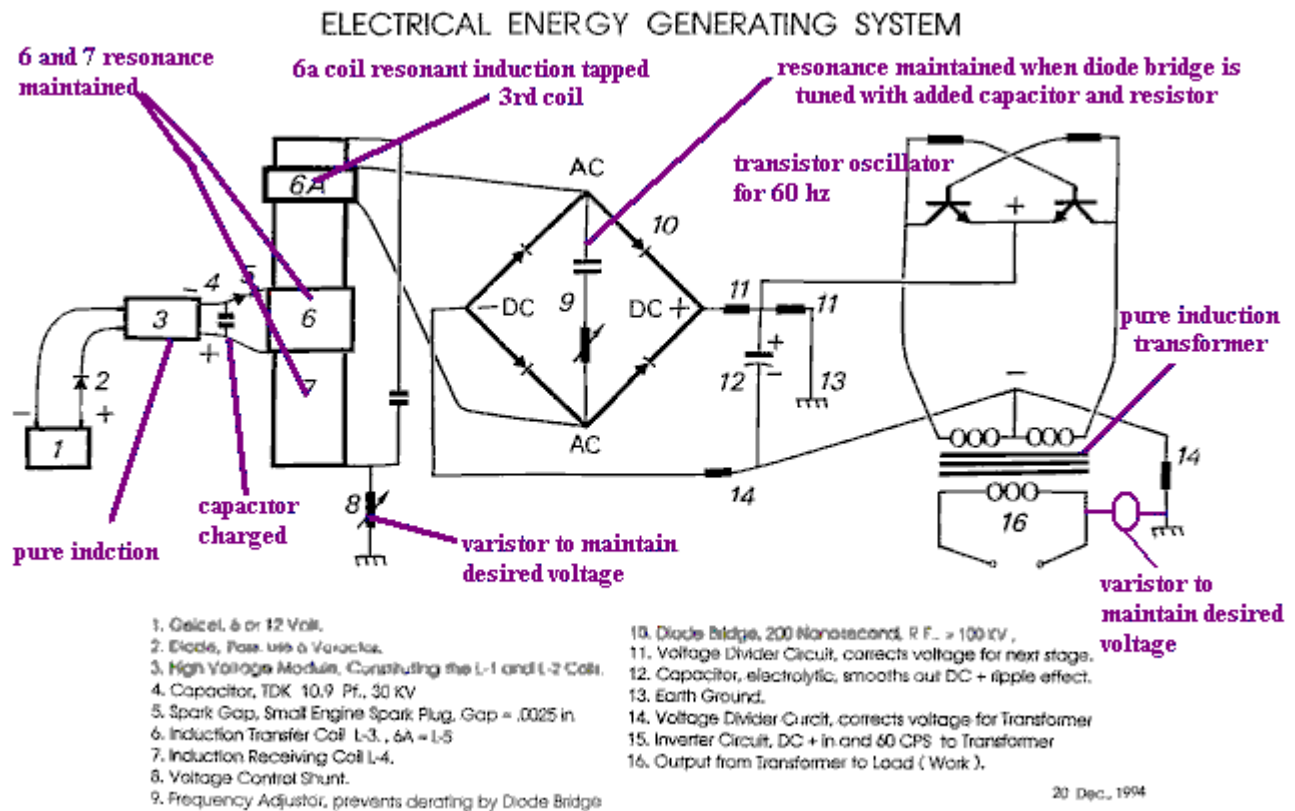 ELECTRICAL ENERGY GENERATING SYSTEM
6 and 7 resonance
maintained
6a coil resonant induction tapped
3rd coil
resonance maintained when diode bridge is
tuned with added capacitor and resistor
transistor oscillator
for 60 hz
6A
AC
10
+
5
4
-
3
6
- DC
9
DC +
11
11
pure induction
transformer
+
2
7
12
+
-
13
-
-
+
1
AC
14
14
8
16
capacitor
charged
pure indction
varistor to maintain
desired voltage
varistor to
maintain desired
voltage
1. Gelcel, 6 or 12 Volt.
2. Diode, Poss. use a Varactor.
3. High Voltage Module, Constituting the L-1 and L-2 Coils.
4. Capacitor, TDK 10.9 Pf., 30 KV
5. Spark Gap, Small Engine Spark Plug, Gap = .0025 in
6. Induction Transfer Coil L-3. , 6A = L-5
7. Induction Receiving Coil L-4.
8. Voltage Control Shunt.
9. Frequency Adjustor, prevents derating by Diode Bridge
10. Diode Bridge, 200 Nanosecond, R.F.. > 100 KV .
11. Voltage Divider Circuit, corrects voltage for next stage.
12. Capacitor, electrolytic, smooths out DC + ripple effect.
13. Earth Ground.
14. Voltage Divider Curcit, corrects voltage for Transformer
15. Inverter Circuit, DC + in and 60 CPS to Transformer
16. Output from Transformer to Load ( Work ).
20 Dec., 1994